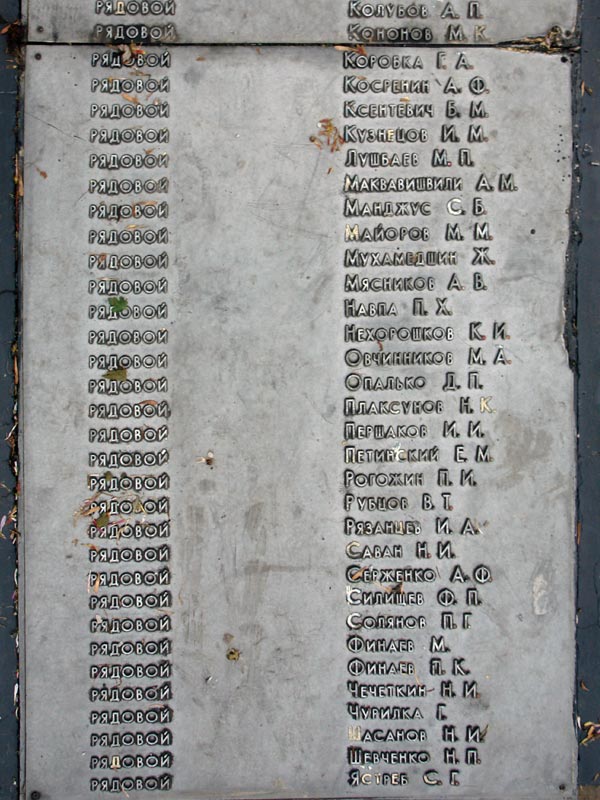 РЯДОВОЙ КОЛУБОВ А. П.
РЯДОВОЙ КОНОНОВ М. К.
РЯДОВОЙ КОРОВКА Г. А.
РЯДОВОЙ КОСРЕНИН А. Ф.
РЯДОВОЙ КСЕНТЕВИЧ Б. М.
РЯДОВОЙ КУЗНЕЦОВ И. М.
РЯДОВОЙ ЛУШБАЕВ М. П.
РЯДОВОЙ МАКВАВИШВИЛИ А. М.
РЯДОВОЙ МАНДЖУС С. Б.
РЯДОВОЙ МАЙОРОВ М. М.
РЯДОВОЙ МУХАМЕДШИН Ж.
РЯДОВОЙ МЯСНИКОВ А. В.
РЯДОВОЙ НАВПА П. Х.
РЯДОВОЙ НЕХОРОШКОВ К. И.
РЯДОВОЙ ОВЧИННИКОВ М. А.
РЯДОВОЙ ОПАЛЬКО Д. П.
РЯДОВОЙ ПЛАКСУНОВ Н. К.
РЯДОВОЙ ПЕРШАКОВ И. И.
РЯДОВОЙ ПЕТИНСКИЙ Е. М.
РЯДОВОЙ РОГОЖИН П. И.
РЯДОВОЙ РУБЦОВ В. Т.
РЯДОВОЙ РЯЗАНЦЕВ И. А.
РЯДОВОЙ САВАН Н. И.
РЯДОВОЙ СЕРЖЕНКО А. Ф.
РЯДОВОЙ СИЛИЩЕВ Ф. П.
РЯДОВОЙ СОЛЯНОВ П. Г.
РЯДОВОЙ ФИНАЕВ М.
РЯДОВОЙ ФИНАЕВ П. К.
РЯДОВОЙ ЧЕЧЕТКИН Н. И.
РЯДОВОЙ ЧУРИЛКА Г.
РЯДОВОЙ ШАСАНОВ Н. И.
РЯДОВОЙ ШЕВЧЕНКО Н. П.
РЯДОВОЙ ЯСТРЕБ С. Г.